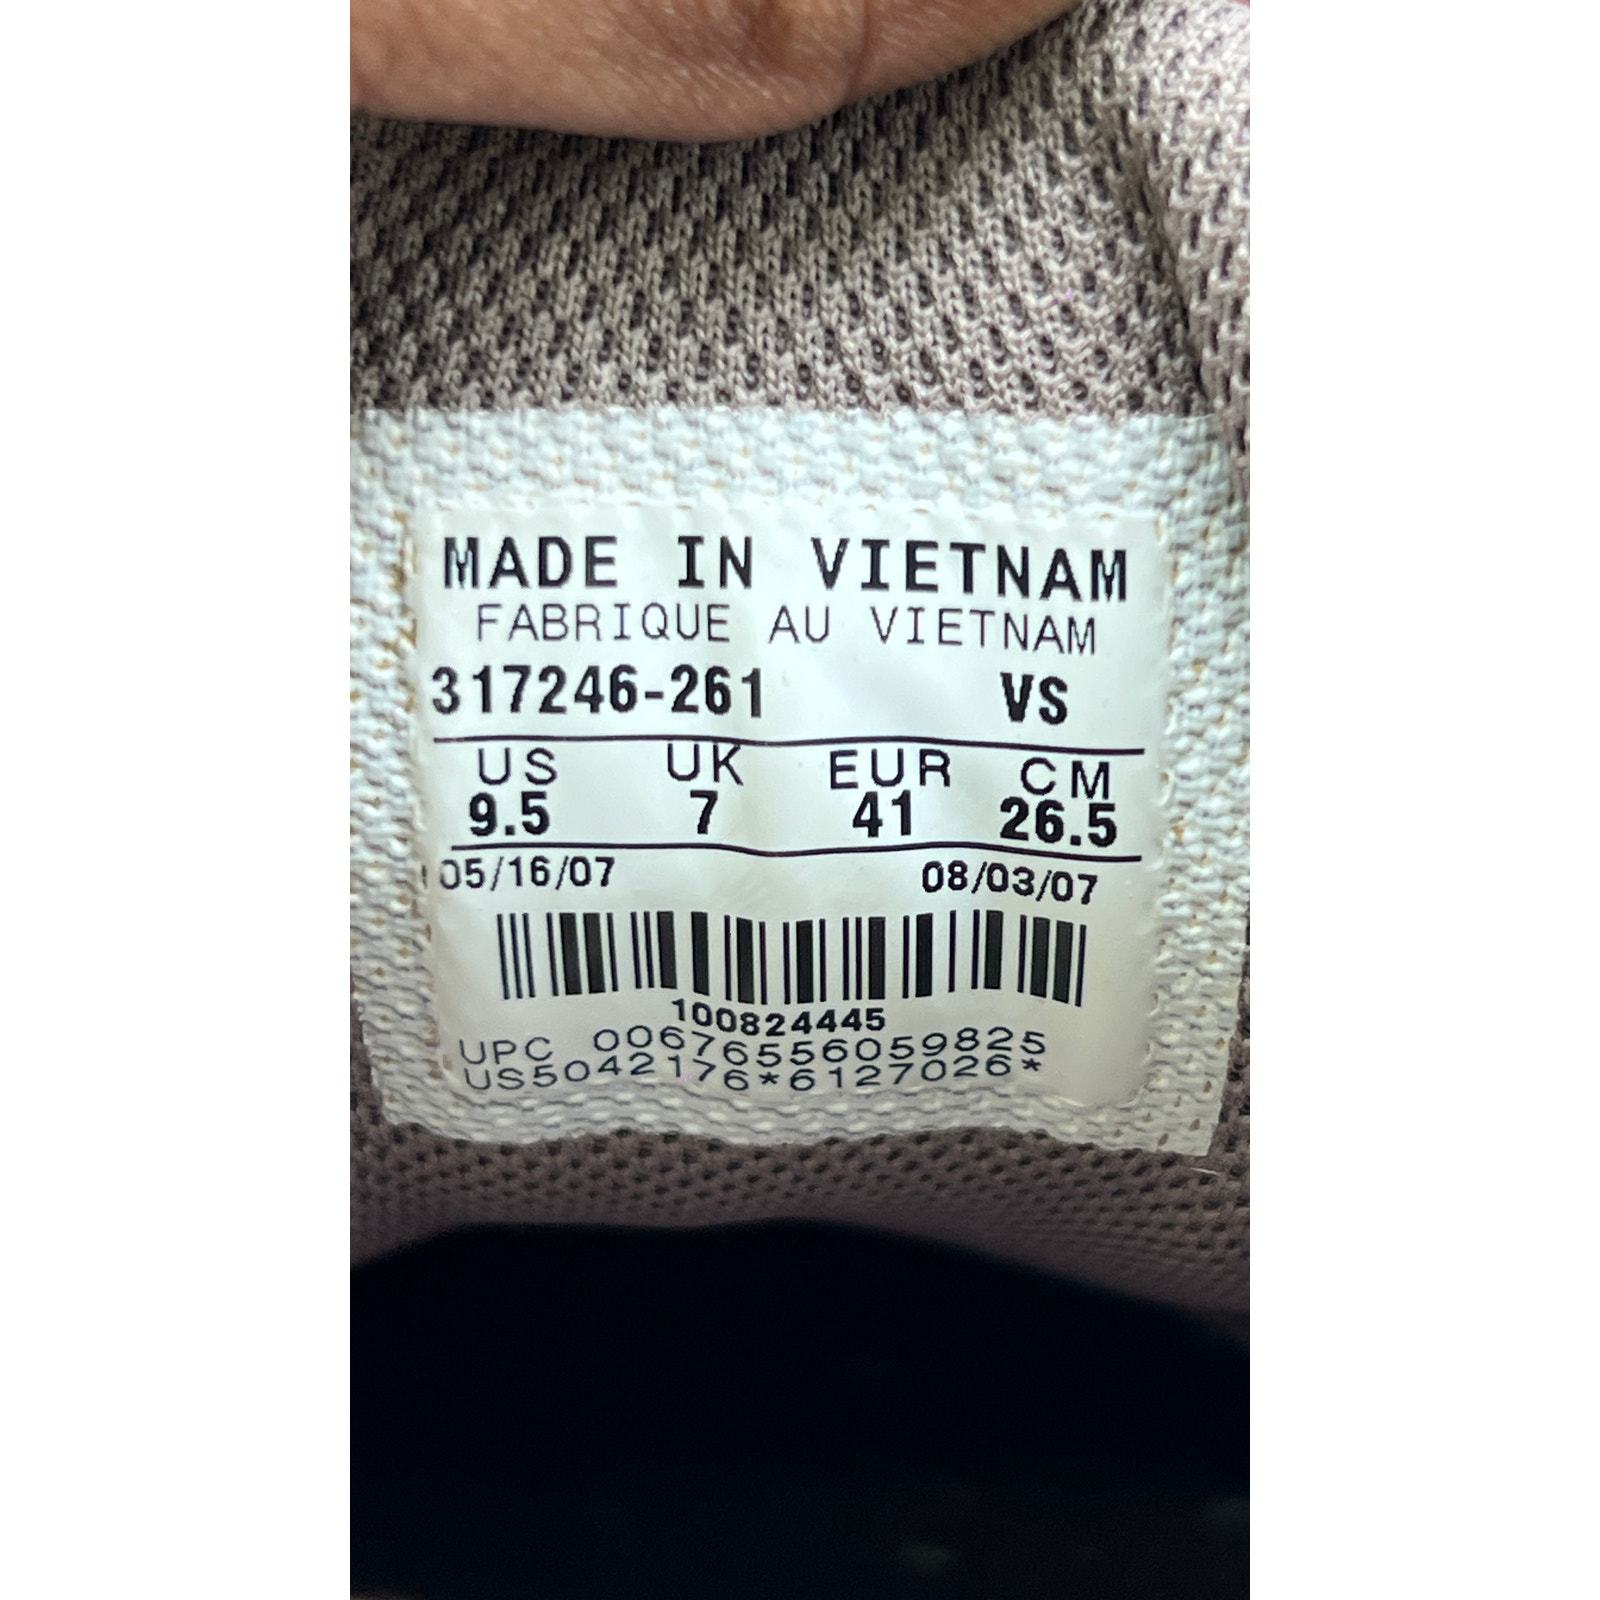 MADE IN VIETNAM
FABRIQUE AU VIETNAM
317246-261 VS
US UK EUR CM
9.5 7 41 26.5
05/16/07 08/03/07
100824445
UPC 00676556059825
US5042176*6127026*